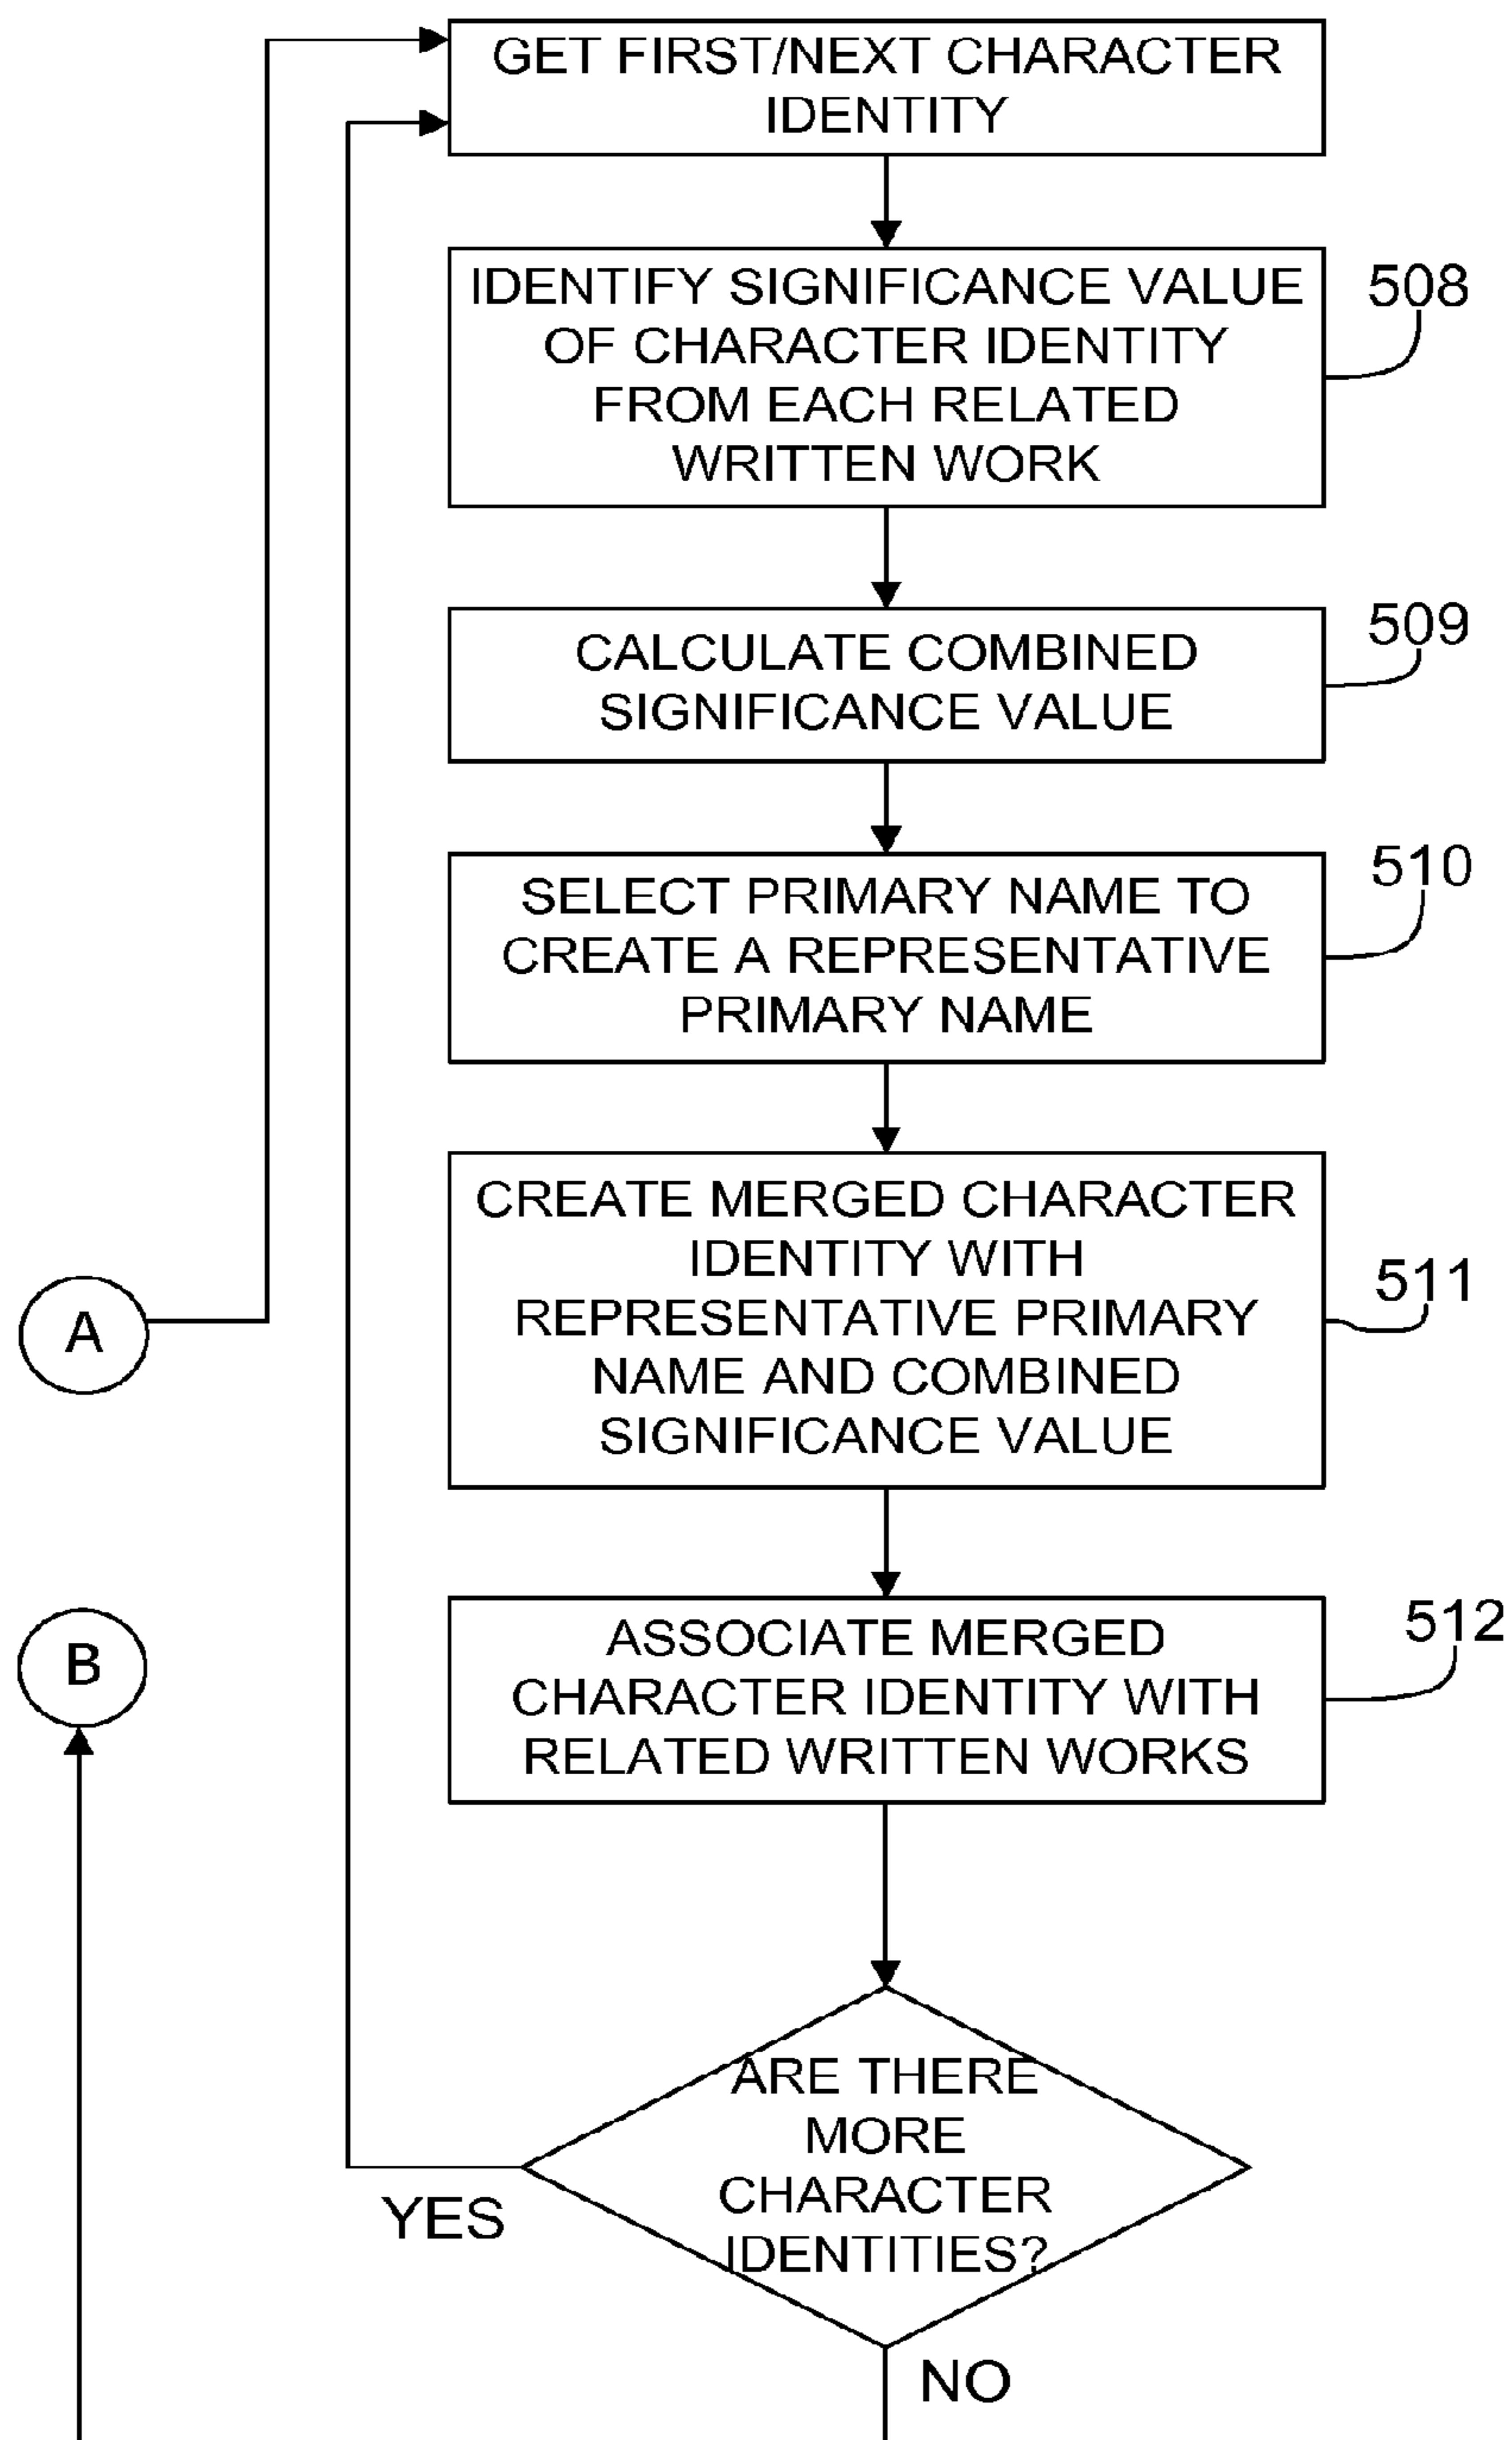 GET FIRST/NEXT CHARACTER
IDENTITY
IDENTIFY SIGNIFICANCE VALUE
OF CHARACTER IDENTITY
FROM EACH RELATED
WRITTEN WORK
508
CALCULATE COMBINED
SIGNIFICANCE VALUE
509
SELECT PRIMARY NAME TO
CREATE A REPRESENTATIVE
PRIMARY NAME
510
CREATE MERGED CHARACTER
IDENTITY WITH
REPRESENTATIVE PRIMARY
NAME AND COMBINED
SIGNIFICANCE VALUE
511
A
ASSOCIATE MERGED
CHARACTER IDENTITY WITH
RELATED WRITTEN WORKS
512
B
ARE THERE
MORE
CHARACTER
IDENTITIES?
YES
NO